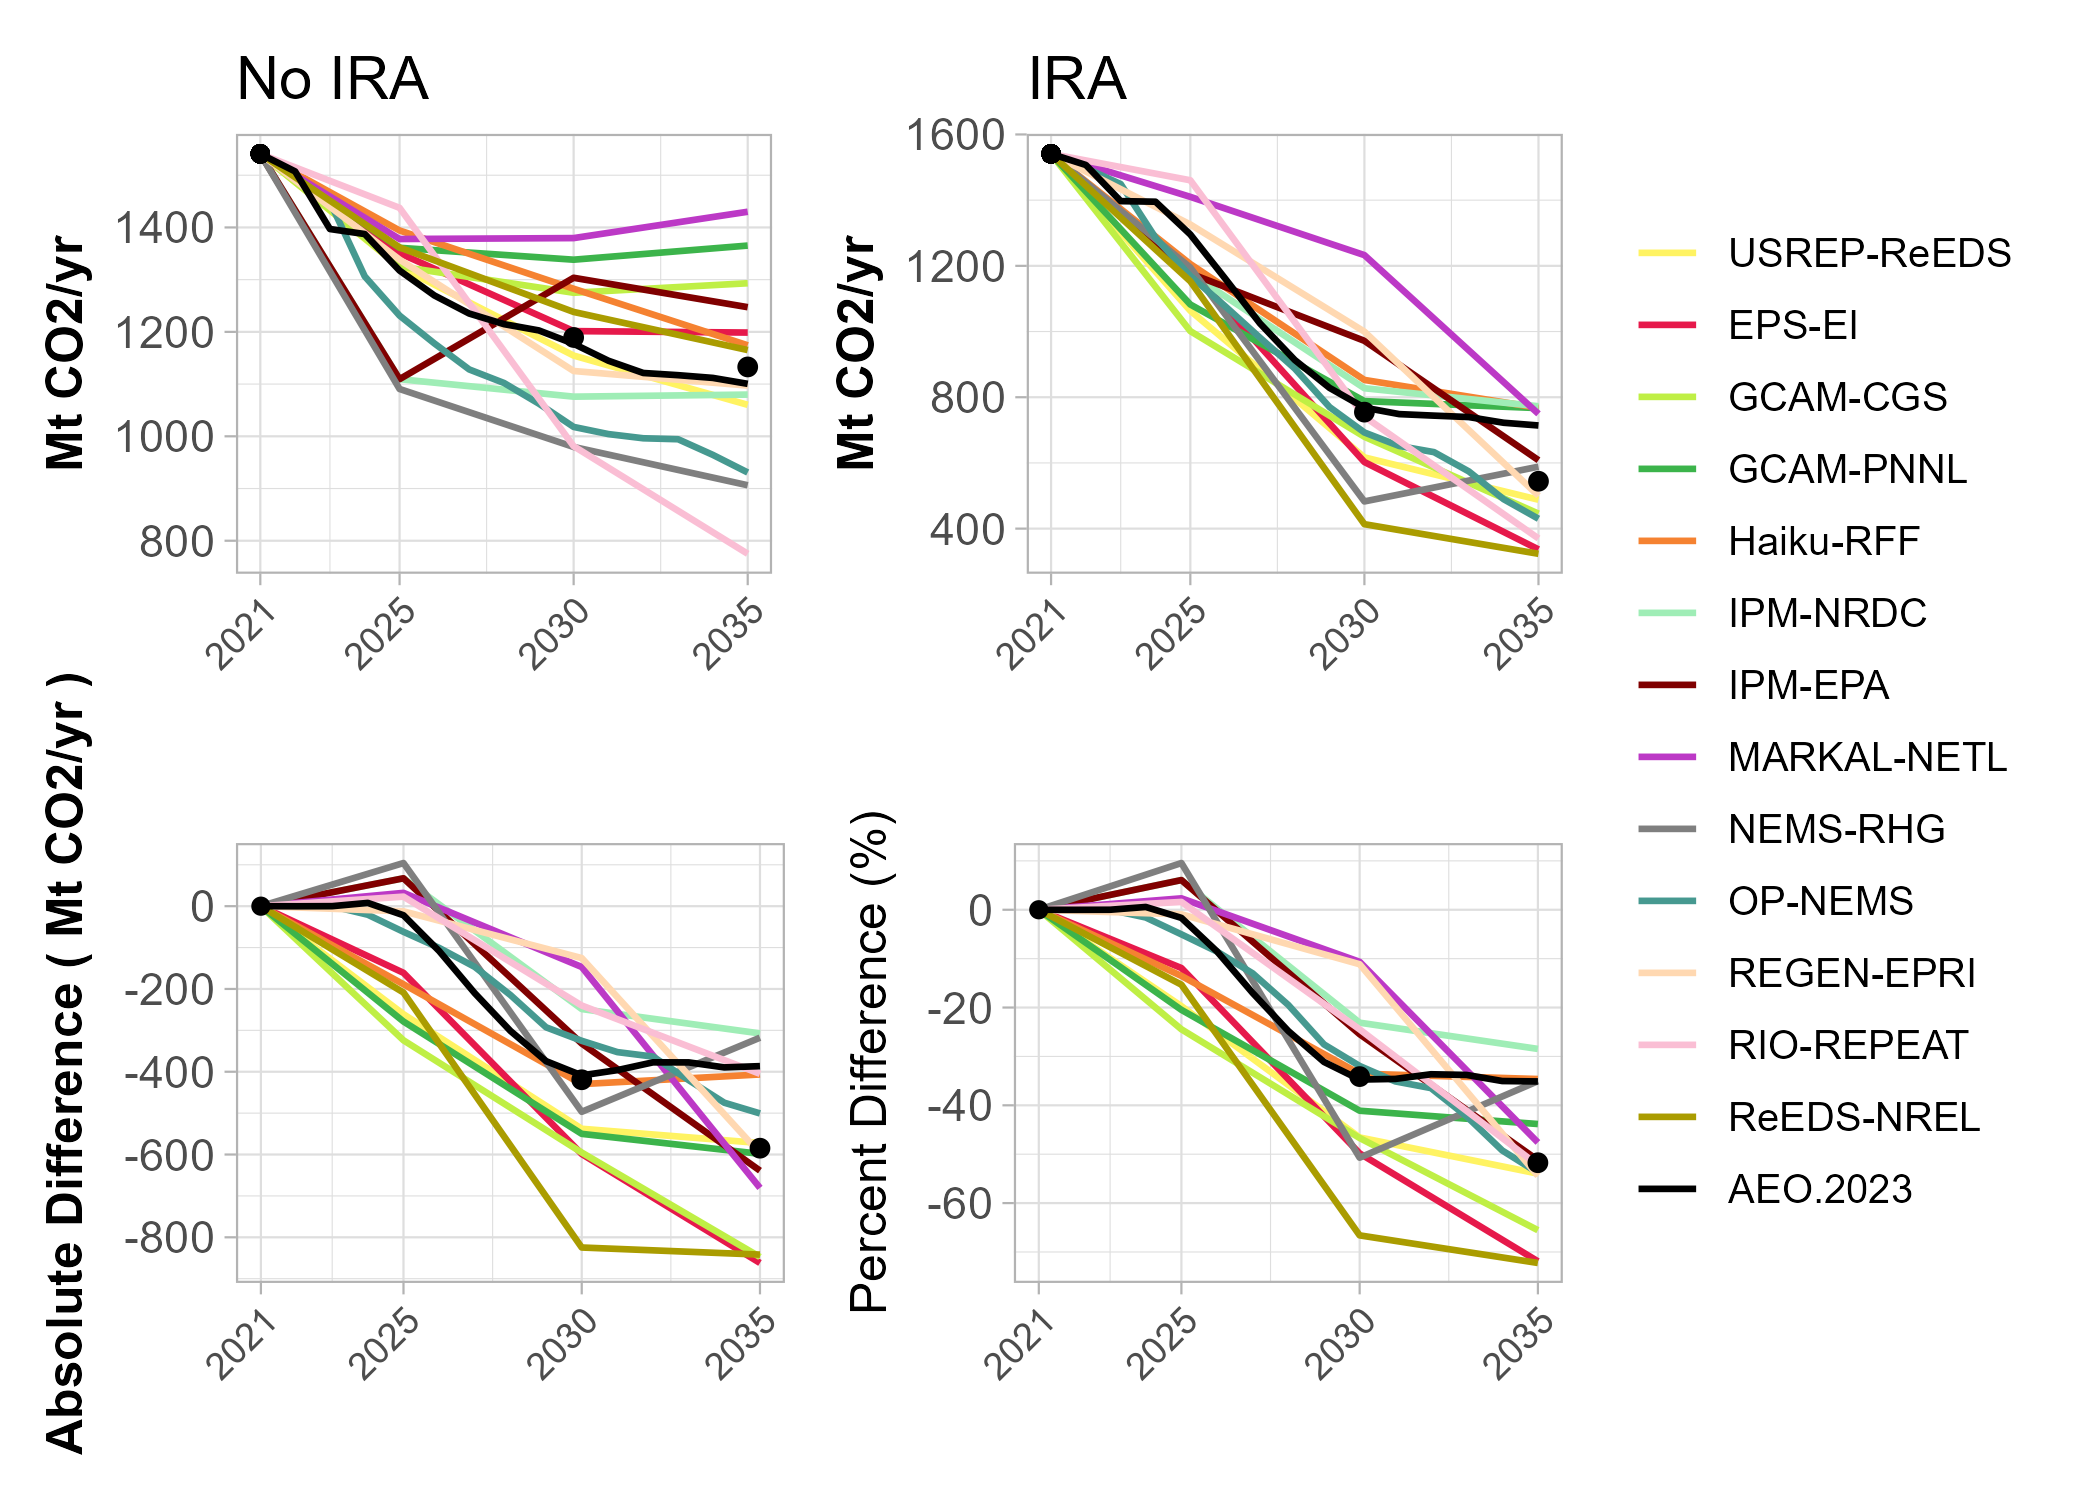 No IRA
Mt CO2/yr
1400
1200
1000
800
2021
2025
2030
2035
IRA
Mt CO2/yr
1600
1200
800
400
2021
2025
2030
2035
Absolute Difference ( Mt CO2/yr )
0
-200
-400
-600
-800
2021
2025
2030
2035
Percent Difference (%)
0
-20
-40
-60
2021
2025
2030
2035
USREP-ReEDS
EPS-EI
GCAM-CGS
GCAM-PNNL
Haiku-RFF
IPM-NRDC
IPM-EPA
MARKAL-NETL
NEMS-RHG
OP-NEMS
REGEN-EPRI
RIO-REPEAT
ReEDS-NREL
AEO.2023